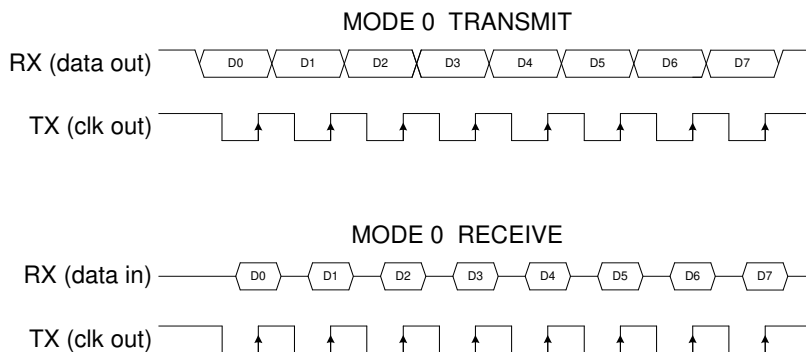 MODE 0 TRANSMIT
RX (data out) D0 D1 D2 D3 D4 D5 D6 D7
TX (clk out)
MODE 0 RECEIVE
RX (data in) D0 D1 D2 D3 D4 D5 D6 D7
TX (clk out)